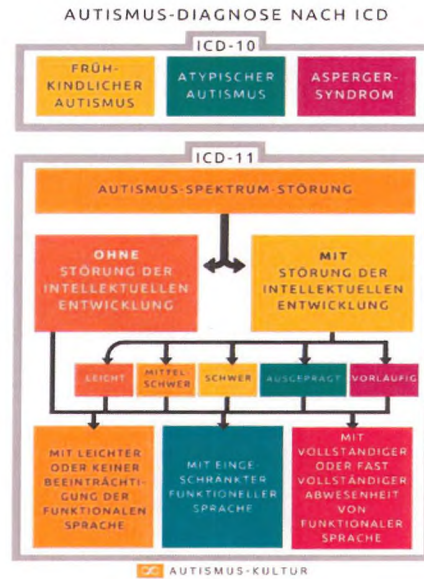 AUTISMUS-DIAGNOSE NACH ICD
ICD-10
FRÜH-
KINDLICHER
AUTISMUS
ATYPISCHER
AUTISMUS
ASPERGER-
SYNDROM
ICD-11
AUTISMUS-SPEKTRUM-STÖRUNG
OHNE
STÖRUNG DER
INTELLEKTUELLEN
ENTWICKLUNG
MIT
STÖRUNG DER
INTELLEKTUELLEN
ENTWICKLUNG
LEICHT
MITTEL-
SCHWER
SCHWER
AUSGEPRÄGT
VORLÄUFIG
MIT LEICHTER
ODER KEINER
BEEINTRÄCHTI-
GUNG DER
FUNKTIONALEN
SPRACHE
MIT EINGE-
SCHRÄNKTER
FUNKTIONELLER
SPRACHE
MIT
VOLLSTÄNDIGER
ODER FAST
VOLLSTÄNDIGER
ABWESENHEIT
VON
FUNKTIONALER
SPRACHE
AUTISMUS-KULTUR